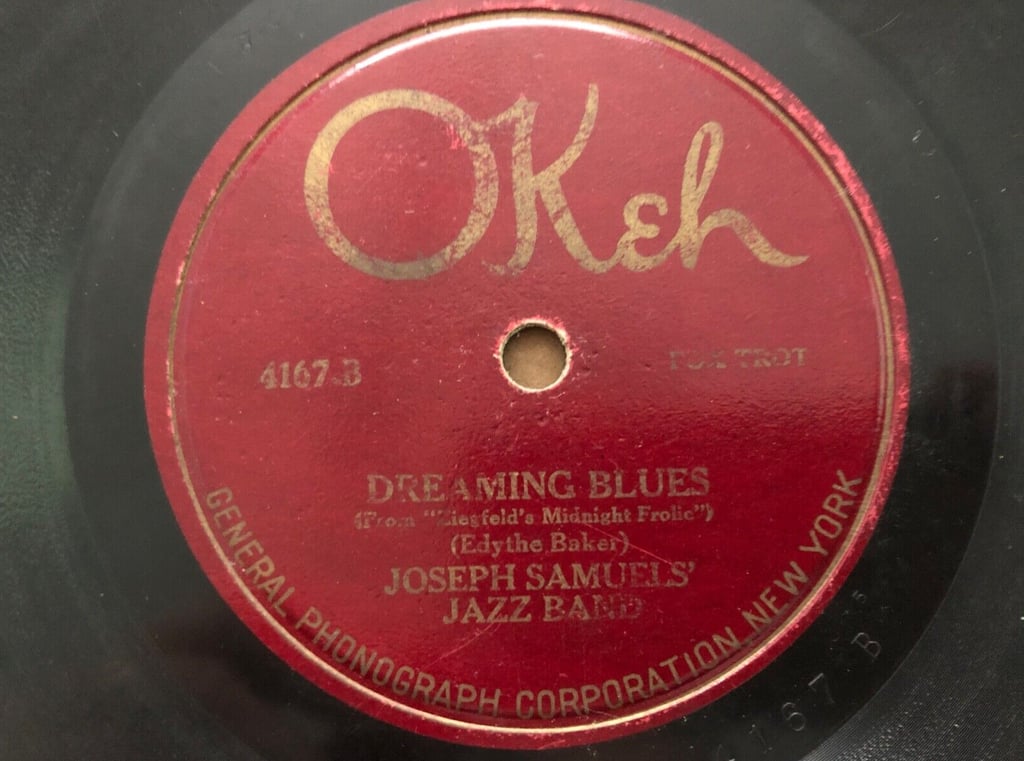 OKeh
4167-B
FOX TROT
DREAMING BLUES
(From "Ziegfeld's Midnight Frolic")
(Edythe Baker)
JOSEPH SAMUELS'
JAZZ BAND
GENERAL PHONOGRAPH CORPORATION, NEW YORK
4167-B